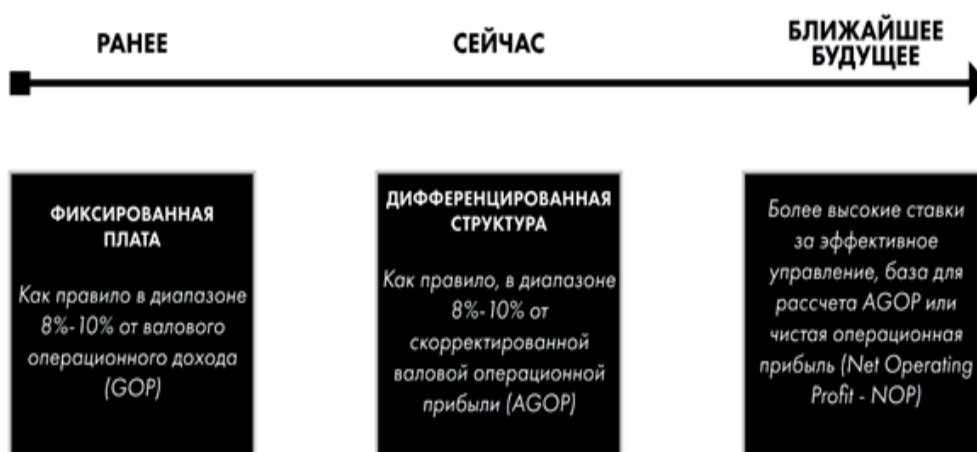 РАНЕЕ
СЕЙЧАС
БЛИЖАЙШЕЕ
БУДУЩЕЕ
ФИКСИРОВАННАЯ
ПЛАТА
Как правило в диапазоне
8%-10% от валового
операционного дохода
(GOP)
ДИФФЕРЕНЦИРОВАННАЯ
СТРУКТУРА
Как правило, в диапазоне
8%-10% от
скорректированной
валовой операционной
прибыли (AGOP)
Более высокие ставки
за эффективное
управление, база для
рассчета AGOP или
чистая операционная
прибыль (Net Operating
Profit - NOP)